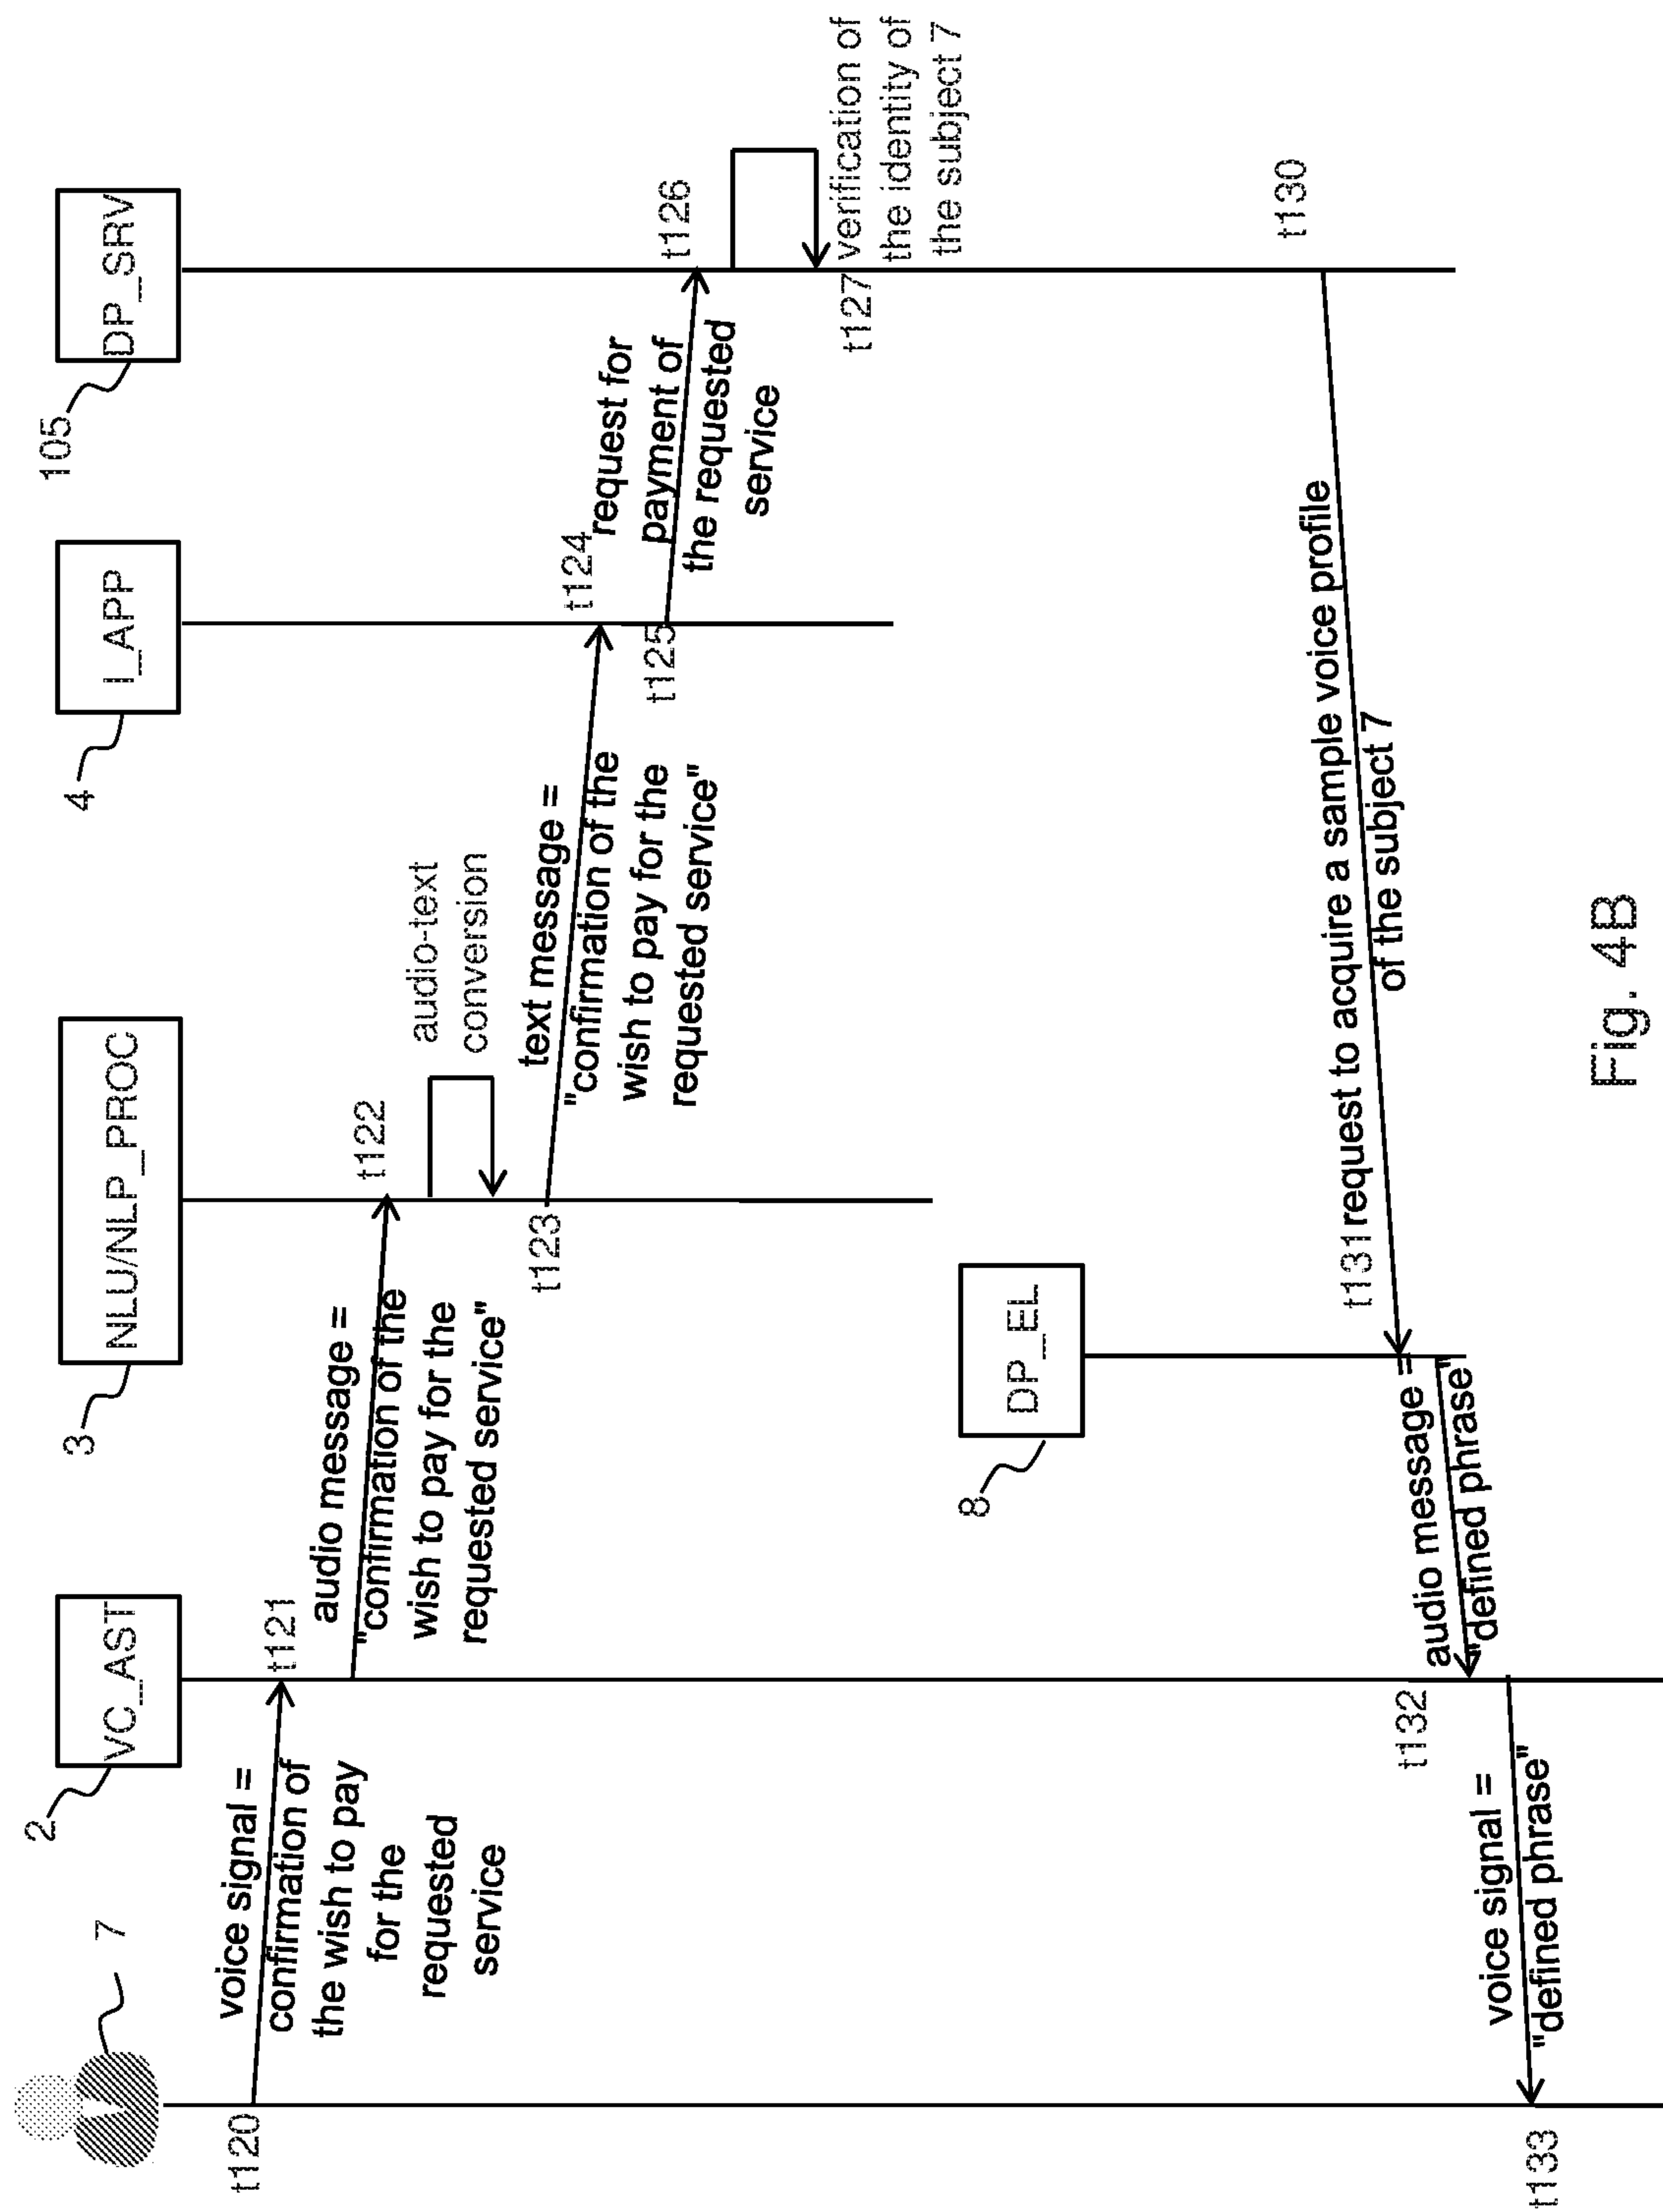 7
2
VC_AST
3
NLU/NLP_PROC
4
I_APP
105
DP_SRV
t120
voice signal =
confirmation of
the wish to pay
for the
requested
service
t121
audio message =
"confirmation of the
wish to pay for the
requested service"
t122
audio-text
conversion
t123
text message =
"confirmation of the
wish to pay for the
requested service"
t124
t125
request for
payment of
the requested
service
t126
t127
verification of
the identity of
the subject 7
8
DP_EL
t130
request to acquire a sample voice profile
of the subject 7
t131
audio message =
"defined phrase"
t132
voice signal =
"defined phrase"
t133
Fig. 4B